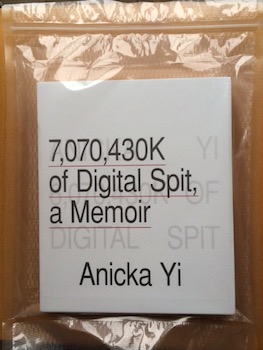 7,070,430K
of Digital Spit,
a Memoir
Anicka Yi
YI
OF
DIGITAL SPIT